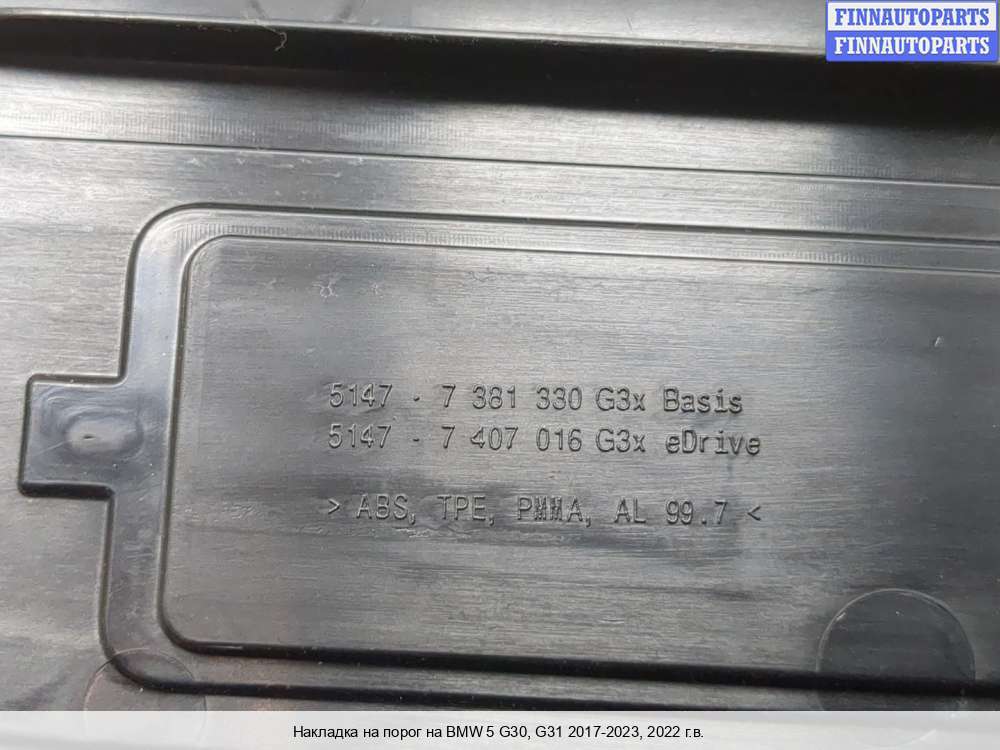 FINNAUTOPARTS
FINNAUTOPARTS
5147 - 7 381 330 G3x Basis
5147 - 7 407 016 G3x eDrive
> ABS, TPE, PMMA, AL 99.7 <
Накладка на порог на BMW 5 G30, G31 2017-2023, 2022 г.в.